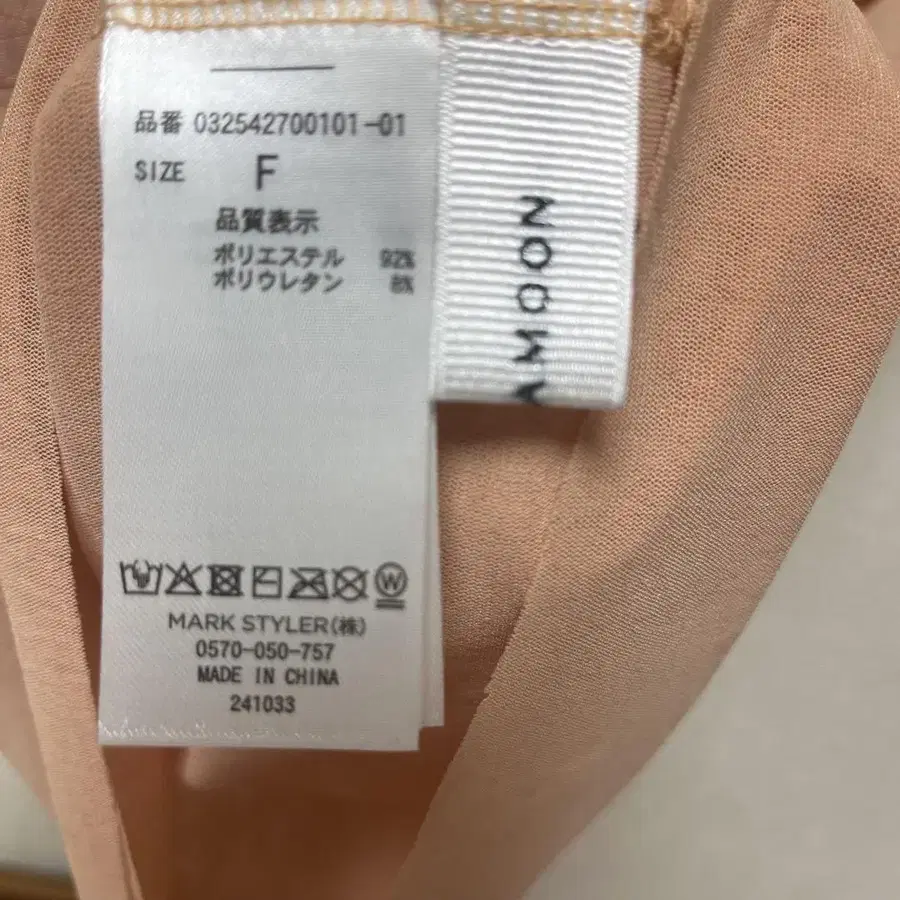 品番 032542700101-01
SIZE F
品質表示
ポリエステル 92%
ポリウレタン 8%
MARK STYLER(株)
0570-050-757
MADE IN CHINA
241033
AMOON